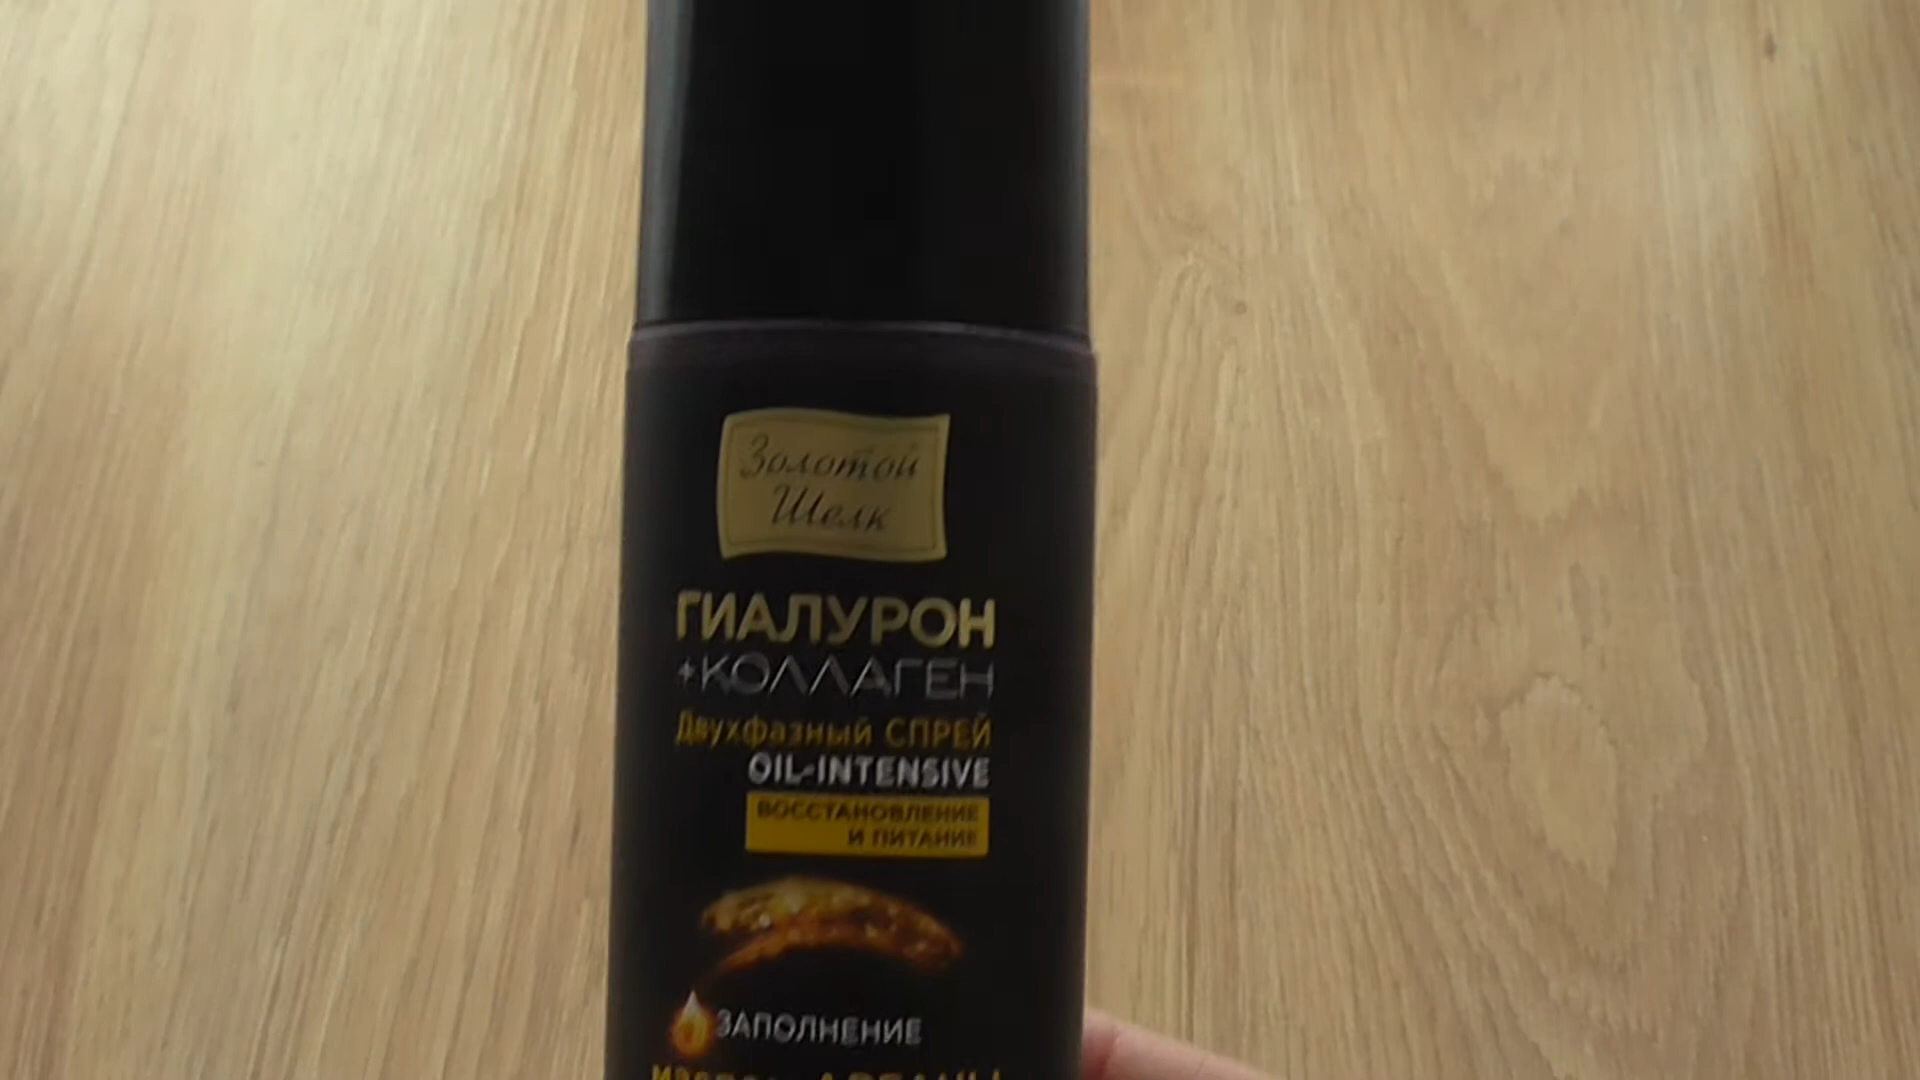 Золотой
Шелк
ГИАЛУРОН
+КОЛЛАГЕН
Двухфазный СПРЕЙ
OIL-INTENSIVE
ВОССТАНОВЛЕНИЕ
И ПИТАНИЕ
ЗАПОЛНЕНИЕ